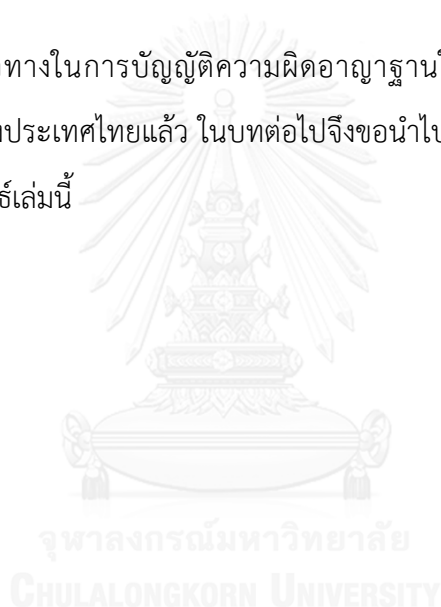 ทางในการบัญญัติความผิดอาญาฐาน
ประเทศไทยแล้ว ในบทต่อไปจึงขอนำไป
ธ์เล่มนี้
จุฬาลงกรณ์มหาวิทยาลัย
CHULALONGKORN UNIVERSITY